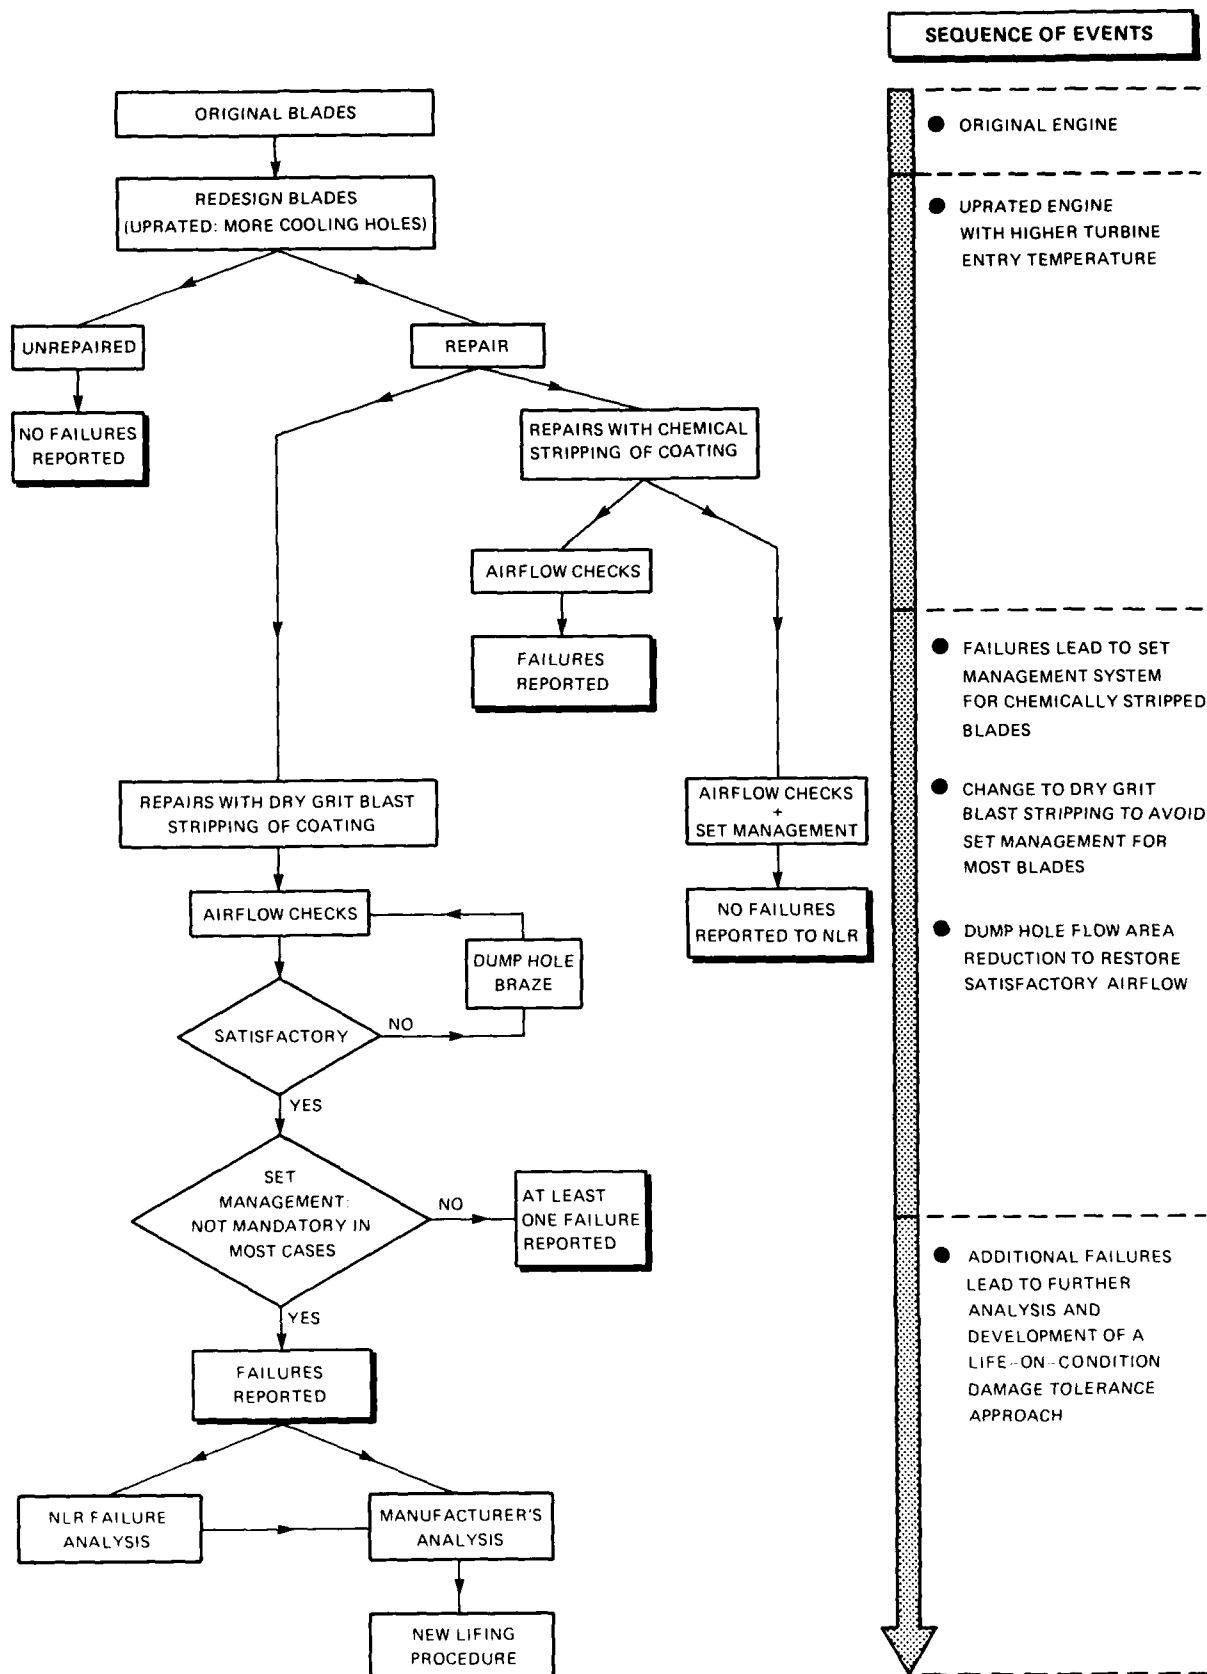 SEQUENCE OF EVENTS
ORIGINAL BLADES
REDESIGN BLADES
(UPRATED: MORE COOLING HOLES)
UNREPAIRED
NO FAILURES
REPORTED
REPAIR
REPAIRS WITH CHEMICAL
STRIPPING OF COATING
AIRFLOW CHECKS
FAILURES
REPORTED
AIRFLOW CHECKS
+
SET MANAGEMENT
NO FAILURES
REPORTED TO NLR
REPAIRS WITH DRY GRIT BLAST
STRIPPING OF COATING
AIRFLOW CHECKS
DUMP HOLE
BRAZE
SATISFACTORY
NO
YES
SET
MANAGEMENT:
NOT MANDATORY IN
MOST CASES
NO
AT LEAST
ONE FAILURE
REPORTED
YES
FAILURES
REPORTED
NLR FAILURE
ANALYSIS
MANUFACTURER'S
ANALYSIS
NEW LIFING
PROCEDURE
● ORIGINAL ENGINE
● UPRATED ENGINE
WITH HIGHER TURBINE
ENTRY TEMPERATURE
● FAILURES LEAD TO SET
MANAGEMENT SYSTEM
FOR CHEMICALLY STRIPPED
BLADES
● CHANGE TO DRY GRIT
BLAST STRIPPING TO AVOID
SET MANAGEMENT FOR
MOST BLADES
● DUMP HOLE FLOW AREA
REDUCTION TO RESTORE
SATISFACTORY AIRFLOW
● ADDITIONAL FAILURES
LEAD TO FURTHER
ANALYSIS AND
DEVELOPMENT OF A
LIFE-ON-CONDITION
DAMAGE TOLERANCE
APPROACH